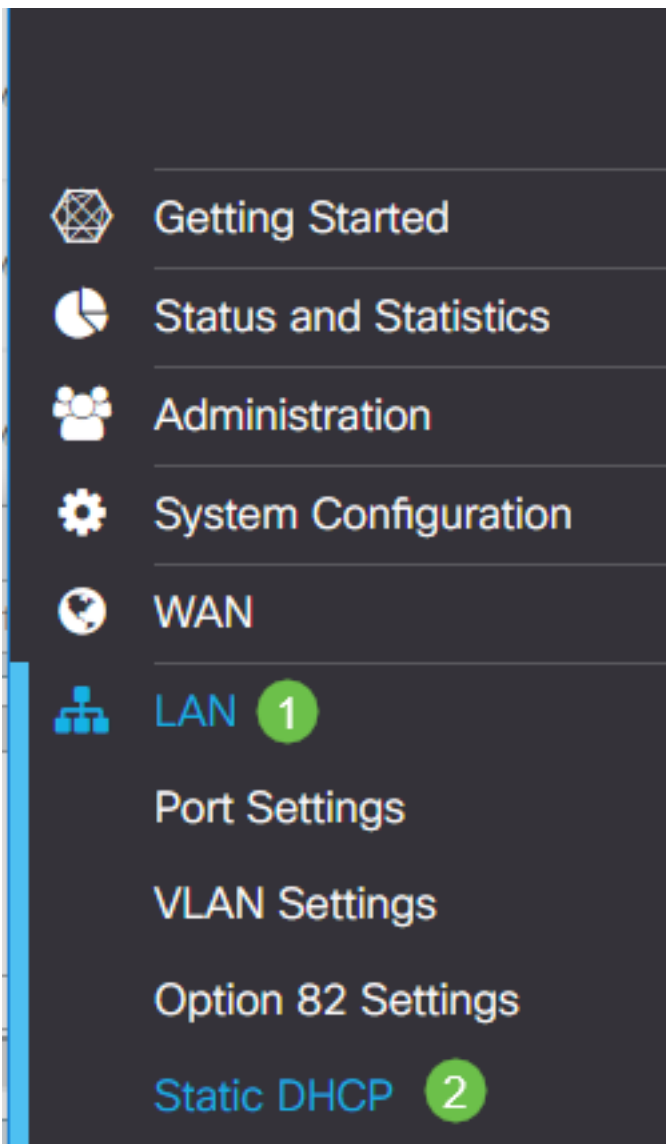 Getting Started
Status and Statistics
Administration
System Configuration
WAN
LAN 1
Port Settings
VLAN Settings
Option 82 Settings
Static DHCP 2